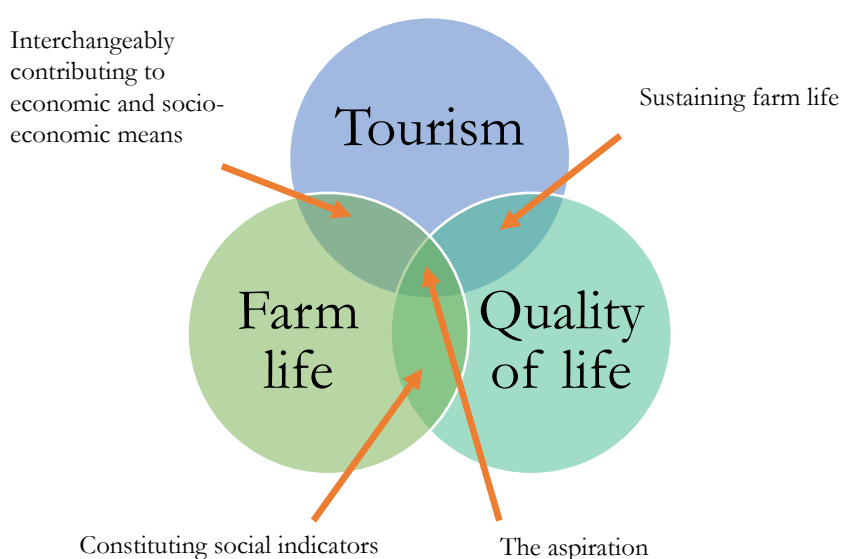 Interchangeably
contributing to
economic and socio-
economic means
Sustaining farm life
Tourism
Farm
life
Quality
of life
Constituting social indicators
The aspiration